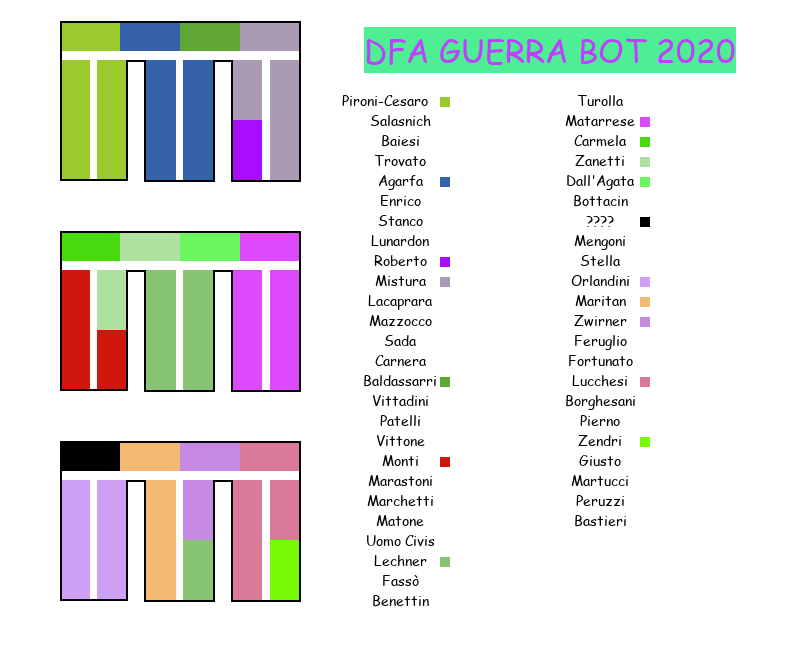 DFA GUERRA BOT 2020
Pironi-Cesaro
Salasnich
Baiesi
Trovato
Agarfa
Enrico
Stanco
Lunardon
Roberto
Mistura
Lacaprara
Mazzocco
Sada
Carnera
Baldassarri
Vittadini
Patelli
Vittone
Monti
Marastoni
Marchetti
Matone
Uomo Civis
Lechner
Fassò
Benettin
Turolla
Matarrese
Carmela
Zanetti
Dall'Agata
Bottacin
????
Mengoni
Stella
Orlandini
Maritan
Zwirner
Feruglio
Fortunato
Lucchesi
Borghesani
Pierno
Zendri
Giusto
Martucci
Peruzzi
Bastieri